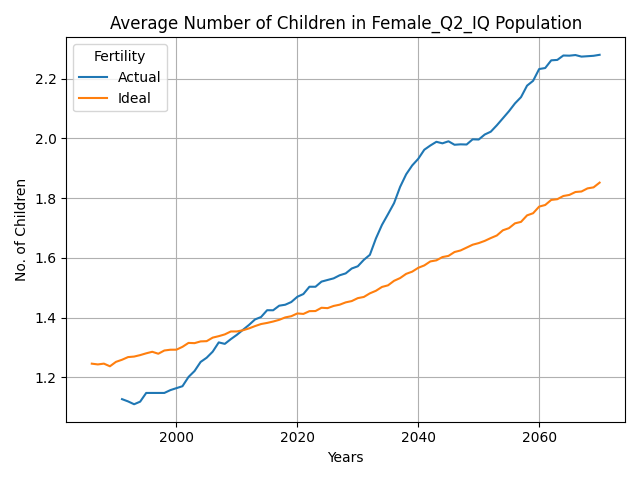 Average Number of Children in Female_Q2_IQ Population
Fertility
Actual
Ideal
No. of Children
2.2
2.0
1.8
1.6
1.4
1.2
2000 2020 2040 2060
Years